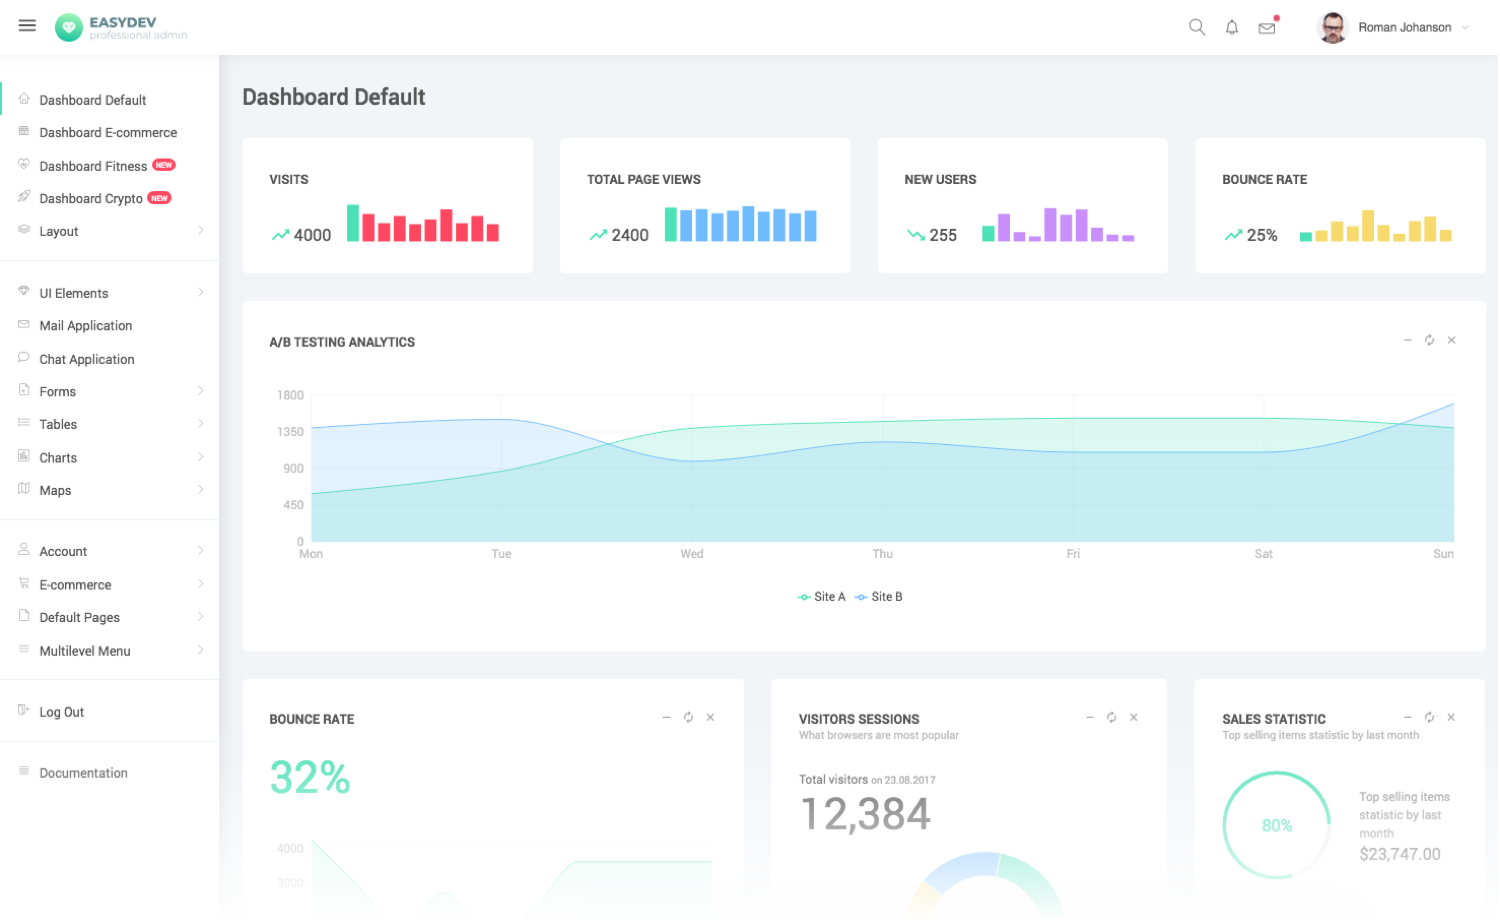 EASYDEV
professional admin
Roman Johanson
Dashboard Default
Dashboard E-commerce
Dashboard Fitness NEW
Dashboard Crypto NEW
Layout
UI Elements
Mail Application
Chat Application
Forms
Tables
Charts
Maps
Account
E-commerce
Default Pages
Multilevel Menu
Log Out
Documentation
Dashboard Default
VISITS
4000
TOTAL PAGE VIEWS
2400
NEW USERS
255
BOUNCE RATE
25%
A/B TESTING ANALYTICS
1800
1350
900
450
0
Mon Tue Wed Thu Fri Sat Sun
Site A Site B
BOUNCE RATE
32%
4000
3000
VISITORS SESSIONS
What browsers are most popular
Total visitors on 23.08.2017
12,384
SALES STATISTIC
Top selling items statistic by last month
80%
Top selling items
statistic by last
month
$23,747.00